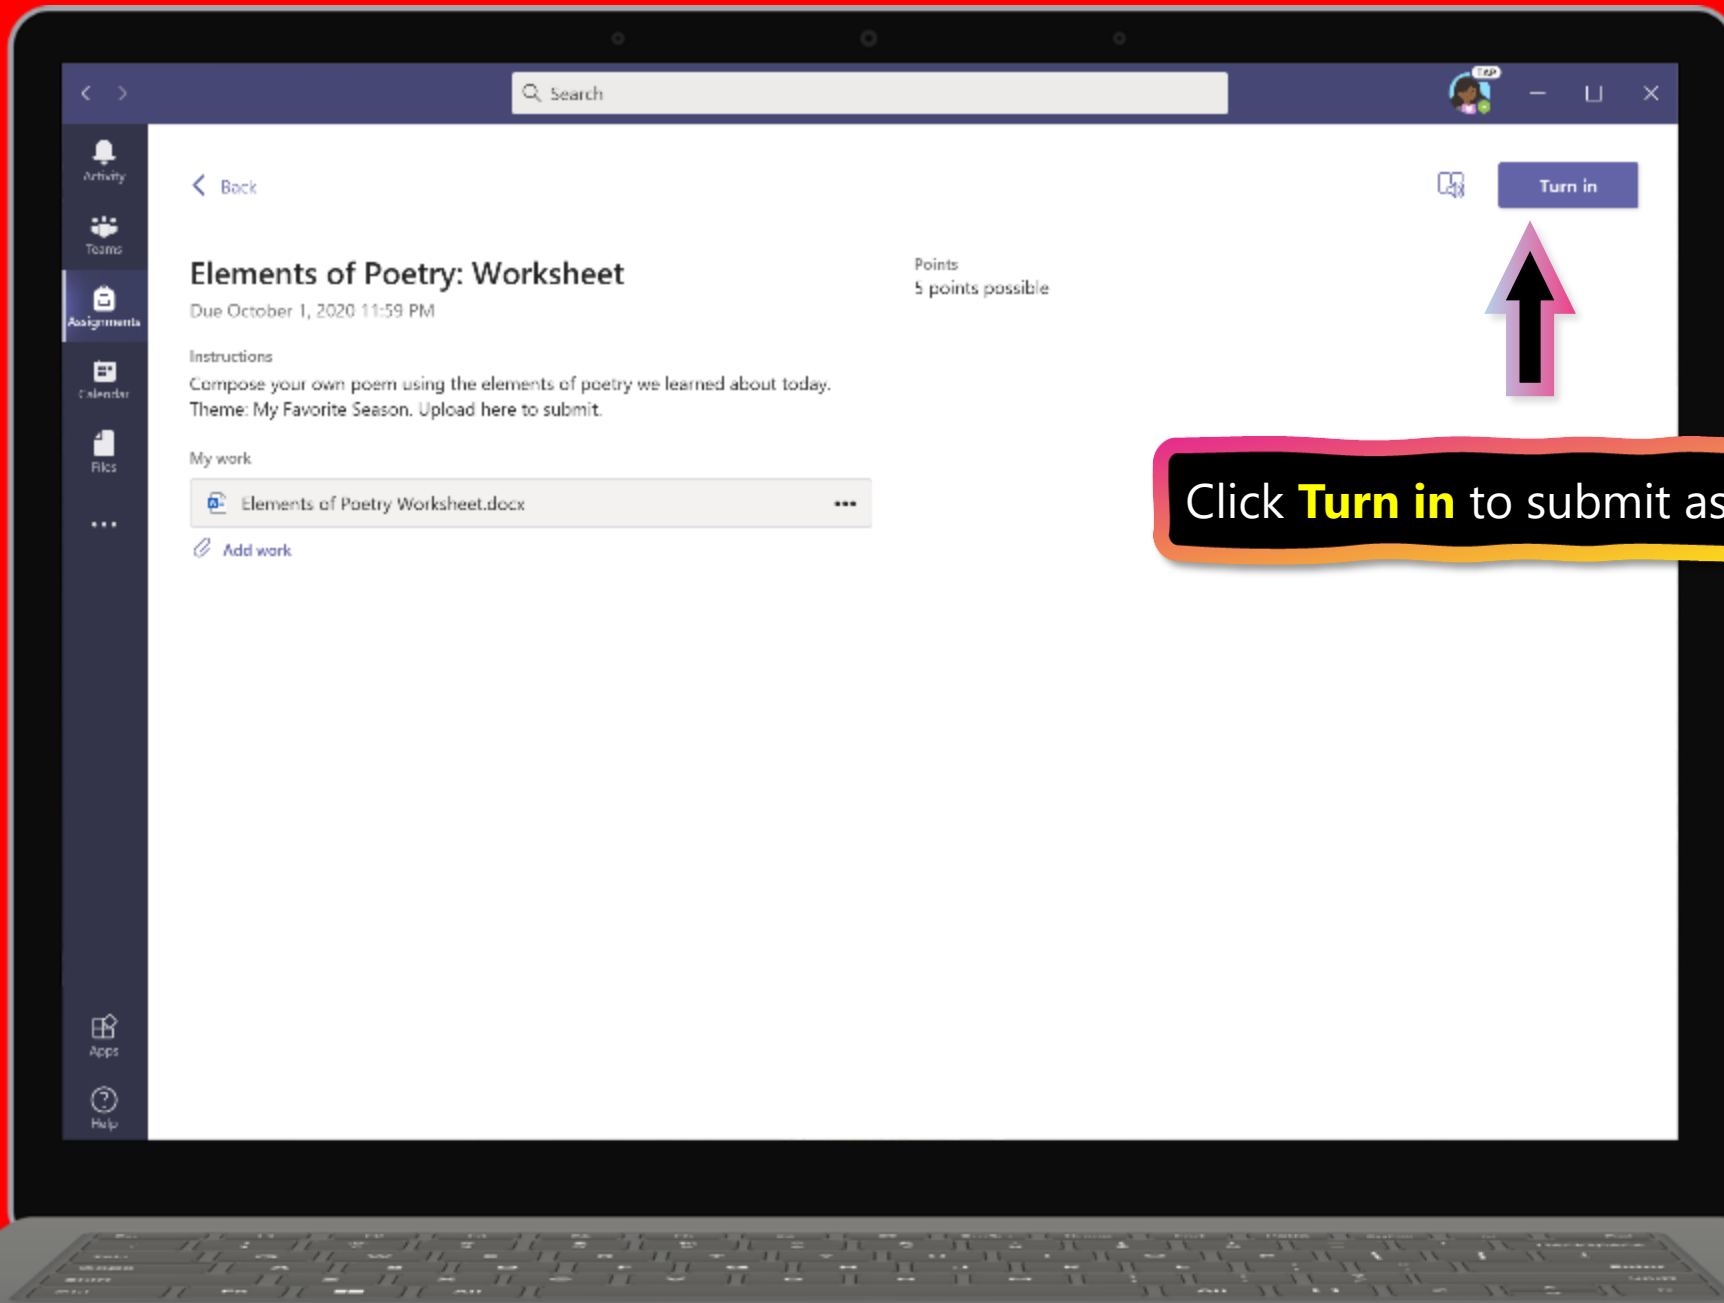 TAP
Search
Activity
Back
Turn in
Teams
Elements of Poetry: Worksheet
Points
5 points possible
Due October 1, 2020 11:59 PM
Assignments
Instructions
Compose your own poem using the elements of poetry we learned about today.
Theme: My Favorite Season. Upload here to submit.
Calendar
Files
My work
Elements of Poetry Worksheet.docx
Add work
Click Turn in to submit as
Apps
Help